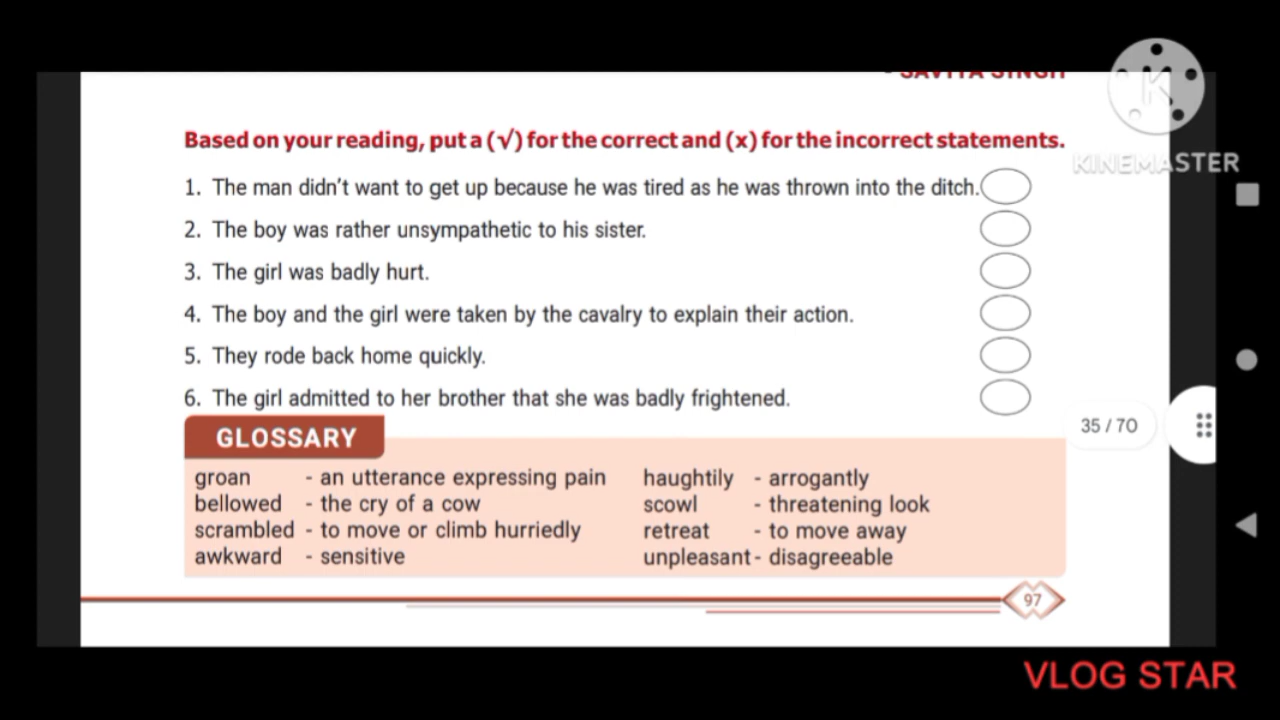 - SAVITA SINGH
Based on your reading, put a (√) for the correct and (x) for the incorrect statements.
KINEMASTER
1. The man didn't want to get up because he was tired as he was thrown into the ditch.
2. The boy was rather unsympathetic to his sister.
3. The girl was badly hurt.
4. The boy and the girl were taken by the cavalry to explain their action.
5. They rode back home quickly.
6. The girl admitted to her brother that she was badly frightened.
35 / 70
GLOSSARY
groan - an utterance expressing pain haughtily - arrogantly
bellowed - the cry of a cow scowl - threatening look
scrambled - to move or climb hurriedly retreat - to move away
awkward - sensitive unpleasant - disagreeable
97
VLOG STAR